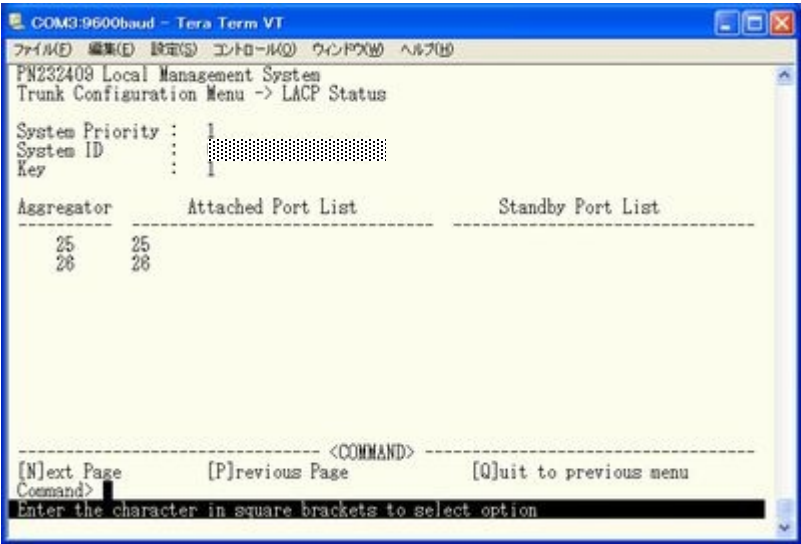 COM3:9600baud - Tera Term VT
ファイル(F) 編集(E) 設定(S) コントロール(O) ウィンドウ(W) ヘルプ(H)
PN232409 Local Management System
Trunk Configuration Menu -> LACP Status
System Priority : 1
System ID :
Key : 1
Aggregator Attached Port List Standby Port List
---------- -------------------------------- --------------------------------
25 25
26 26
-------------------------------- <COMMAND> -----------------------------------
[N]ext Page [P]revious Page [Q]uit to previous menu
Command>
Enter the character in square brackets to select option